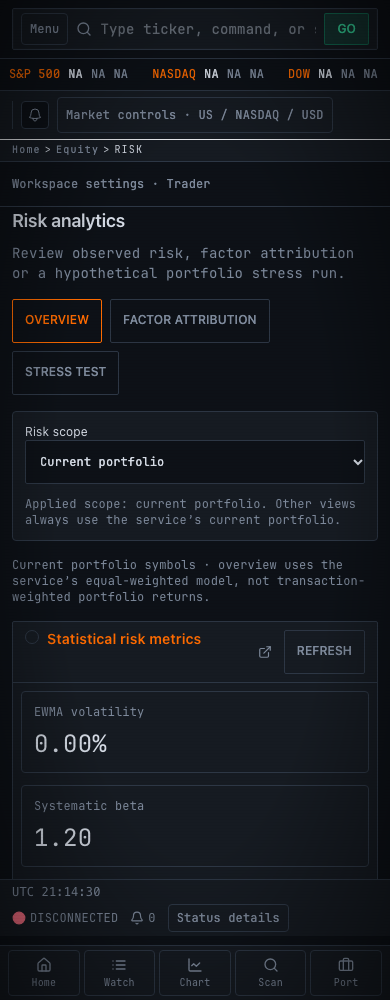 Menu Type ticker, command, or s GO
S&P 500 NA NA NA NASDAQ NA NA NA DOW NA NA NA
Market controls · US / NASDAQ / USD
Home > Equity > RISK
Workspace settings · Trader
Risk analytics
Review observed risk, factor attribution
or a hypothetical portfolio stress run.
OVERVIEW FACTOR ATTRIBUTION
STRESS TEST
Risk scope
Current portfolio
Applied scope: current portfolio. Other views
always use the service's current portfolio.
Current portfolio symbols · overview uses the
service's equal-weighted model, not transaction-
weighted portfolio returns.
Statistical risk metrics REFRESH
EWMA volatility
0.00%
Systematic beta
1.20
UTC 21:14:30
DISCONNECTED 0 Status details
Home Watch Chart Scan Port